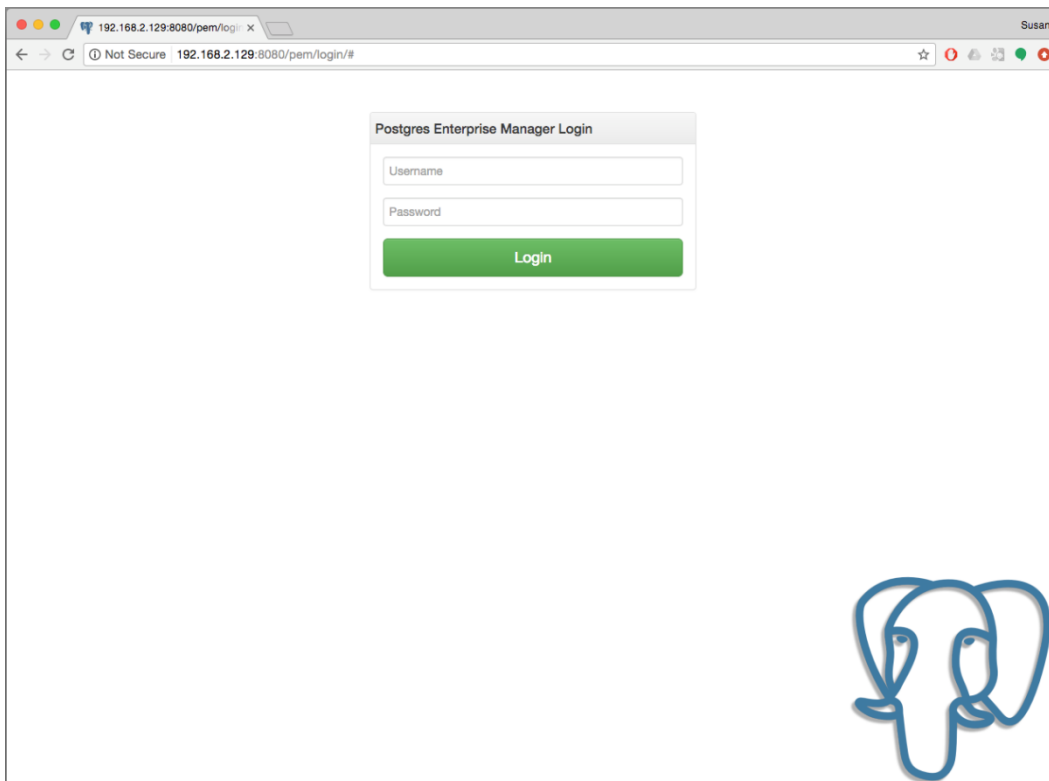 192.168.2.129:8080/pem/login
Susan
Not Secure 192.168.2.129:8080/pem/login/#
Postgres Enterprise Manager Login
Username
Password
Login